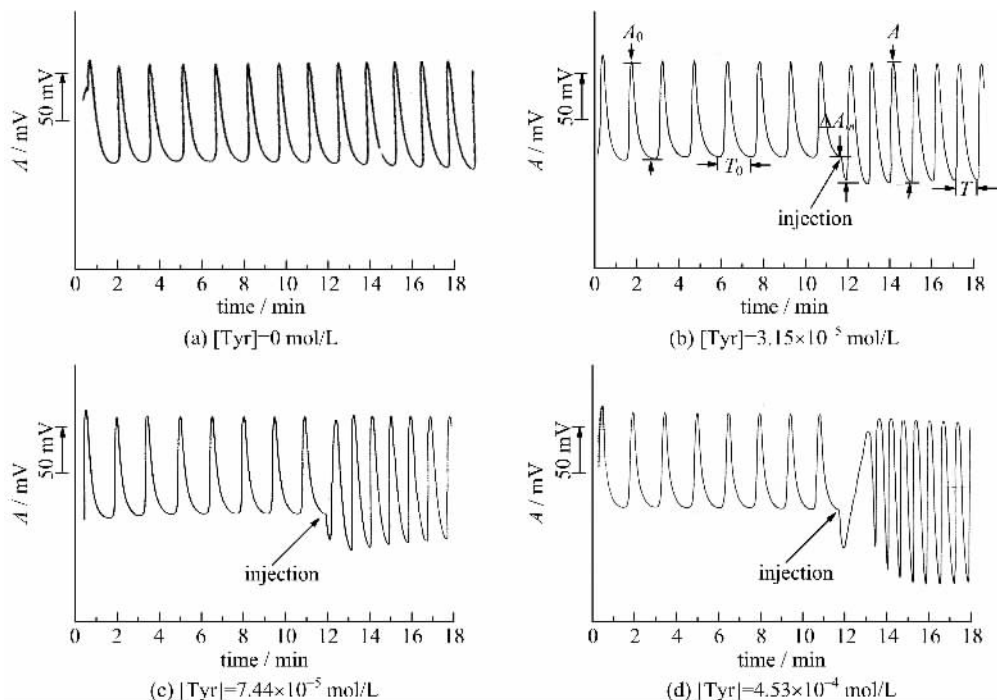 A / mV
50 mV
0 2 4 6 8 10 12 14 16 18
time / min
(a) [Tyr]=0 mol/L
A / mV
50 mV
A₀
A
T₀
T
injection
0 2 4 6 8 10 12 14 16 18
time / min
(b) [Tyr]=3.15×10⁻⁵ mol/L
A / mV
50 mV
injection
0 2 4 6 8 10 12 14 16 18
time / min
(c) [Tyr]=7.44×10⁻⁵ mol/L
A / mV
50 mV
injection
0 2 4 6 8 10 12 14 16 18
time / min
(d) [Tyr]=4.53×10⁻⁴ mol/L